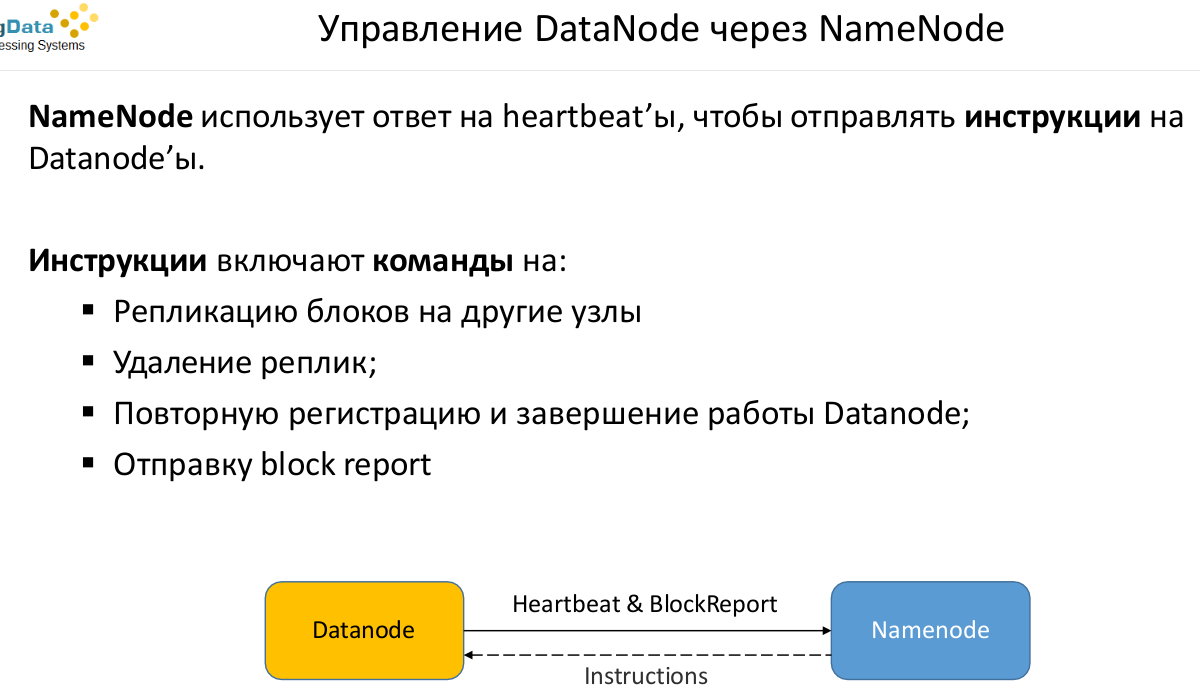 gData
essing Systems
Управление DataNode через NameNode
NameNode использует ответ на heartbeat’ы, чтобы отправлять инструкции на
Datanode’ы.
Инструкции включают команды на:
▪ Репликацию блоков на другие узлы
▪ Удаление реплик;
▪ Повторную регистрацию и завершение работы Datanode;
▪ Отправку block report
Datanode
Heartbeat & BlockReport
Namenode
Instructions